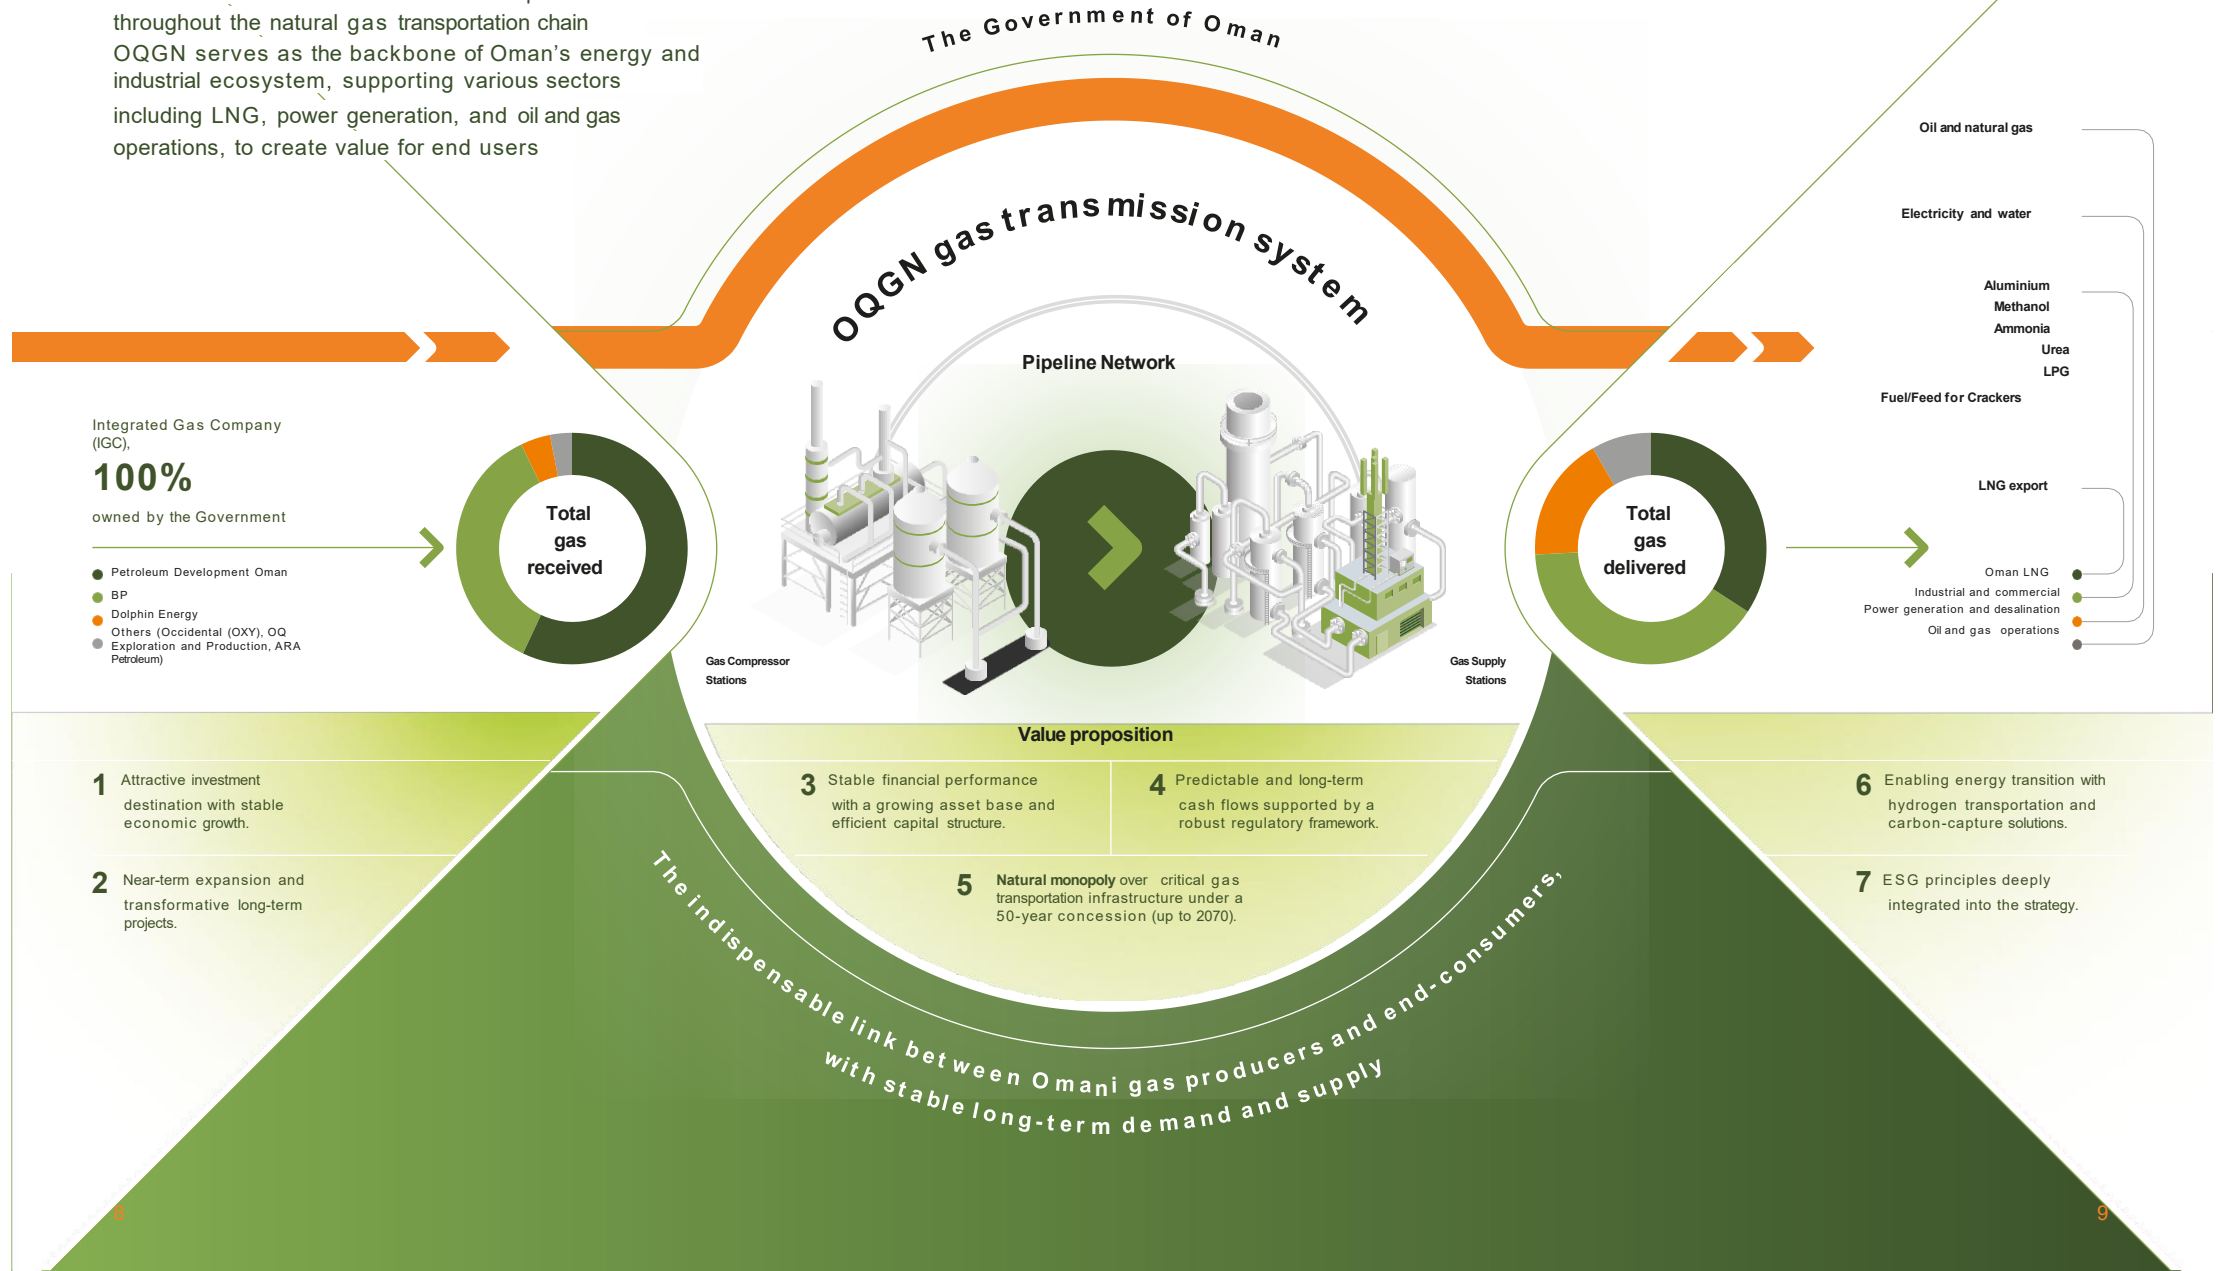 throughout the natural gas transportation chain
OQGN serves as the backbone of Oman's energy and
industrial ecosystem, supporting various sectors
including LNG, power generation, and oil and gas
operations, to create value for end users
The Government of Oman
OQGN gas transmission system
Pipeline Network
Integrated Gas Company
(IGC),
100%
owned by the Government
Petroleum Development Oman
BP
Dolphin Energy
Others (Occidental (OXY), OQ
Exploration and Production, ARA
Petroleum)
Total
gas
received
Gas Compressor
Stations
Gas Supply
Stations
Total
gas
delivered
Oil and natural gas
Electricity and water
Aluminium
Methanol
Ammonia
Urea
LPG
Fuel/Feed for Crackers
LNG export
Oman LNG
Industrial and commercial
Power generation and desalination
Oil and gas operations
Value proposition
1 Attractive investment
destination with stable
economic growth.
2 Near-term expansion and
transformative long-term
projects.
3 Stable financial performance
with a growing asset base and
efficient capital structure.
4 Predictable and long-term
cash flows supported by a
robust regulatory framework.
5 Natural monopoly over critical gas
transportation infrastructure under a
50-year concession (up to 2070).
6 Enabling energy transition with
hydrogen transportation and
carbon-capture solutions.
7 ESG principles deeply
integrated into the strategy.
The indispensable link between Omani gas producers and end-consumers,
with stable long-term demand and supply
8
9